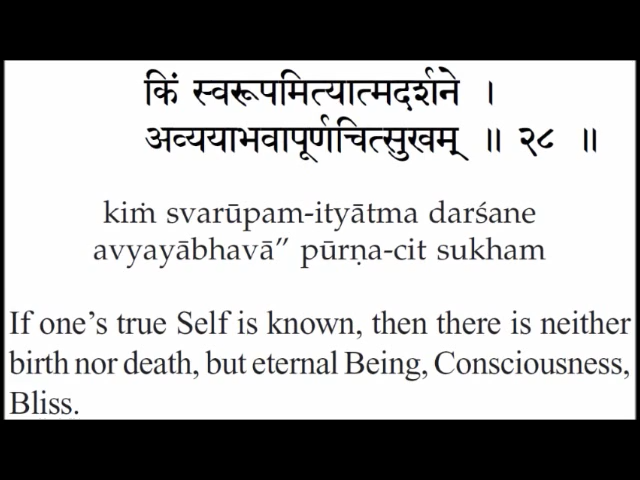 किं स्वरूपमित्यात्मदर्शने ।
अव्ययाभवापूर्णचित्सुखम् ॥ २८ ॥
kiṁ svarūpam-ityātma darśane
avyayābhavā” pūrṇa-cit sukham
If one’s true Self is known, then there is neither
birth nor death, but eternal Being, Consciousness,
Bliss.